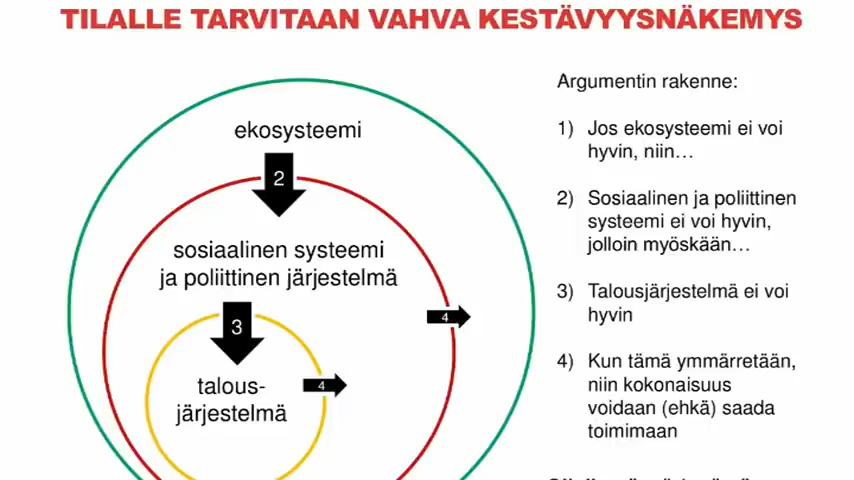 TILALLE TARVITAAN VAHVA KESTÄVYYSNÄKEMYS
ekosysteemi
2
sosiaalinen systeemi
ja poliittinen järjestelmä
3
4
talous-
järjestelmä
4
Argumentin rakenne:
1) Jos ekosysteemi ei voi
hyvin, niin…
2) Sosiaalinen ja poliittinen
systeemi ei voi hyvin,
jolloin myöskään…
3) Talousjärjestelmä ei voi
hyvin
4) Kun tämä ymmärretään,
niin kokonaisuus
voidaan (ehkä) saada
toimimaan